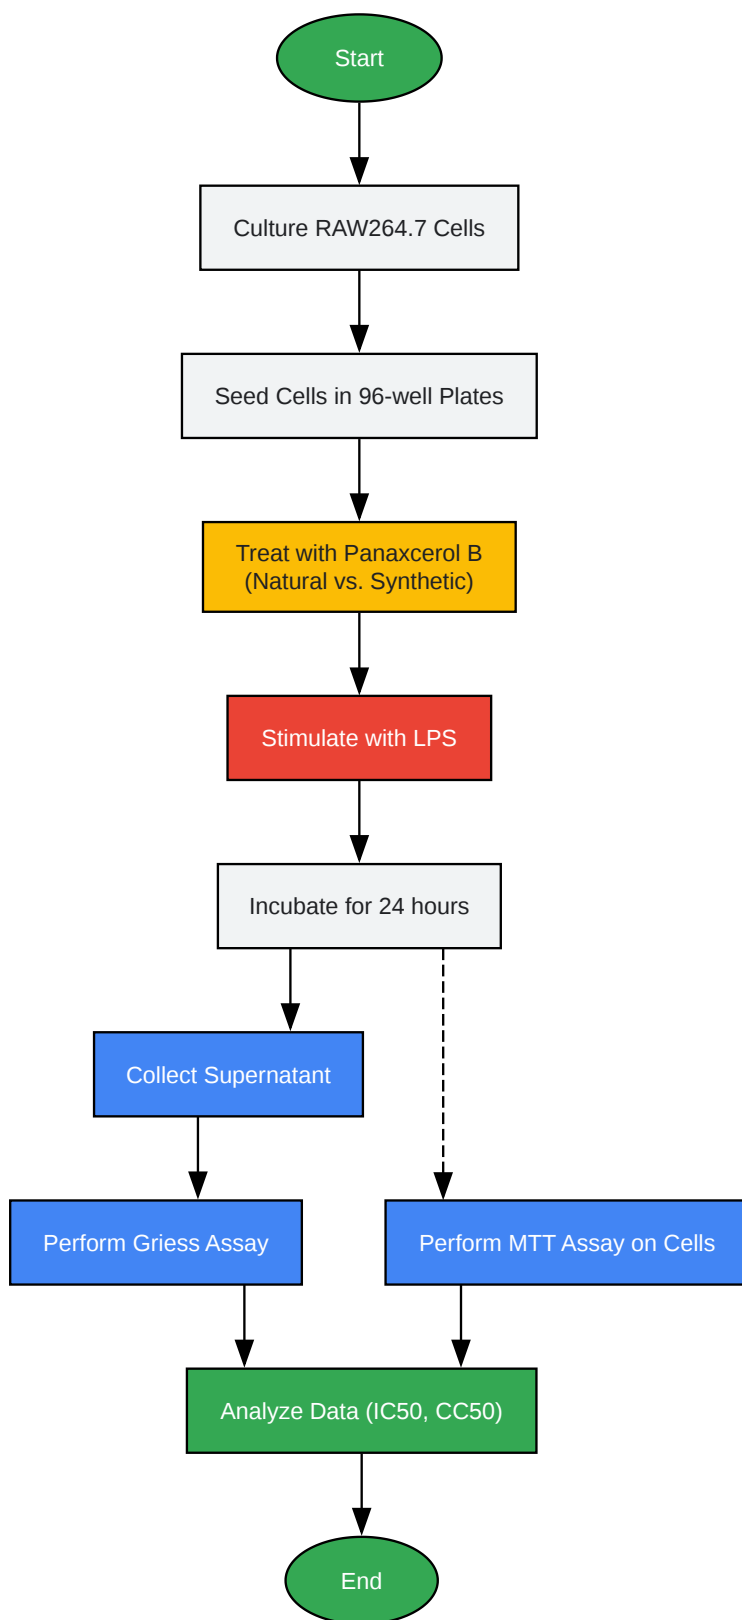 Start
Culture RAW264.7 Cells
Seed Cells in 96-well Plates
Treat with Panaxcerol B
(Natural vs. Synthetic)
Stimulate with LPS
Incubate for 24 hours
Collect Supernatant
Perform Griess Assay
Perform MTT Assay on Cells
Analyze Data (IC50, CC50)
End